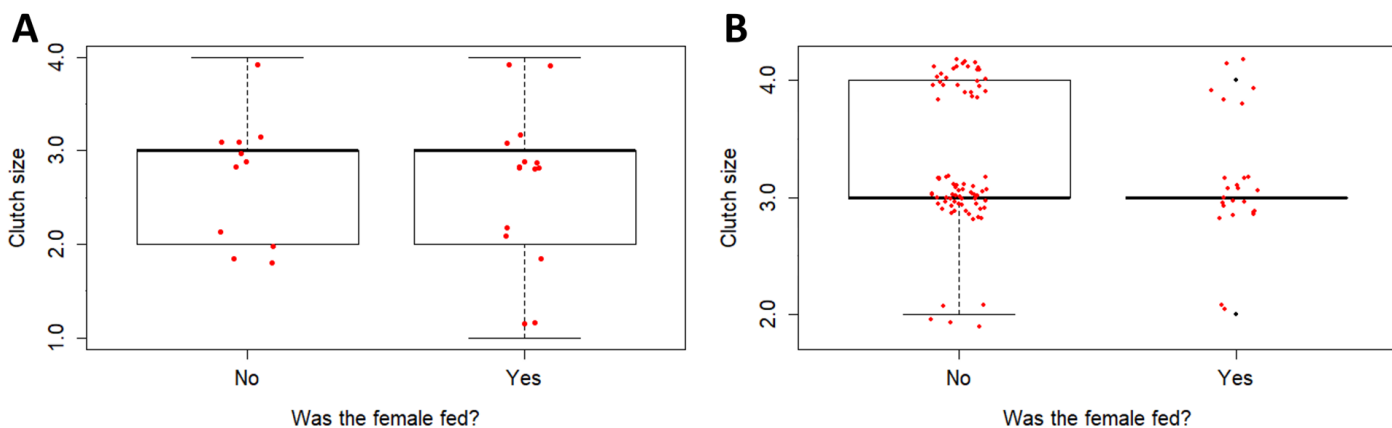 A
Clutch size
4.0
3.0
2.0
1.0
No
Yes
Was the female fed?
B
Clutch size
4.0
3.0
2.0
No
Yes
Was the female fed?